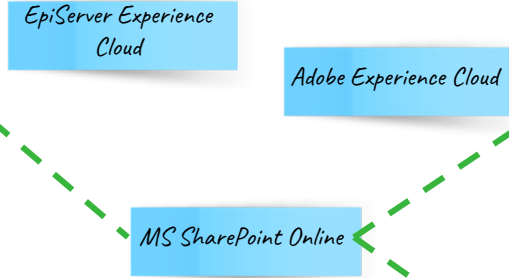 EpiServer Experience
Cloud
Adobe Experience Cloud
MS SharePoint Online